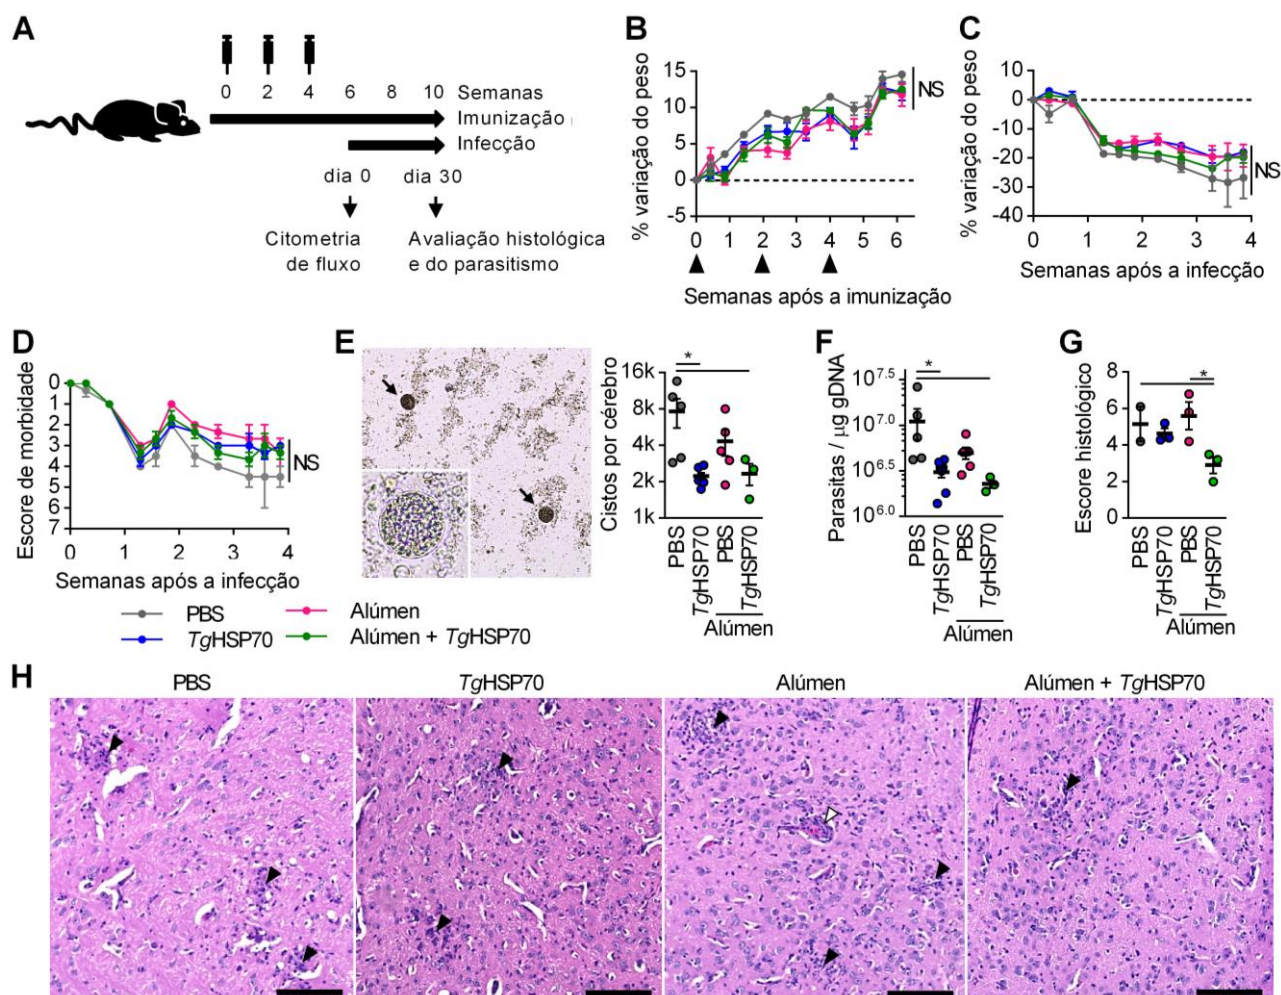 A
0 2 4 6 8 10 Semanas
Imunização
Infecção
dia 0 dia 30
Citometria
de fluxo
Avaliação histológica
e do parasitismo
B
% variação do peso
15
10
5
0
-5
NS
0 1 2 3 4 5 6
Semanas após a imunização
C
% variação do peso
10
0
-10
-20
-30
-40
NS
0 1 2 3 4
Semanas após a infecção
D
Escore de morbidade
0
1
2
3
4
5
6
7
NS
0 1 2 3 4
Semanas após a infecção
PBS
TgHSP70
Alúmen
Alúmen + TgHSP70
E
Cistos por cérebro
16k
8k
4k
2k
1k
*
PBS
TgHSP70
PBS
TgHSP70
Alúmen
F
Parasitas / µg gDNA
10^7.5
10^7.0
10^6.5
10^6.0
*
PBS
TgHSP70
PBS
TgHSP70
Alúmen
G
Escore histológico
8
6
4
2
0
*
PBS
TgHSP70
PBS
TgHSP70
Alúmen
H
PBS TgHSP70 Alúmen Alúmen + TgHSP70